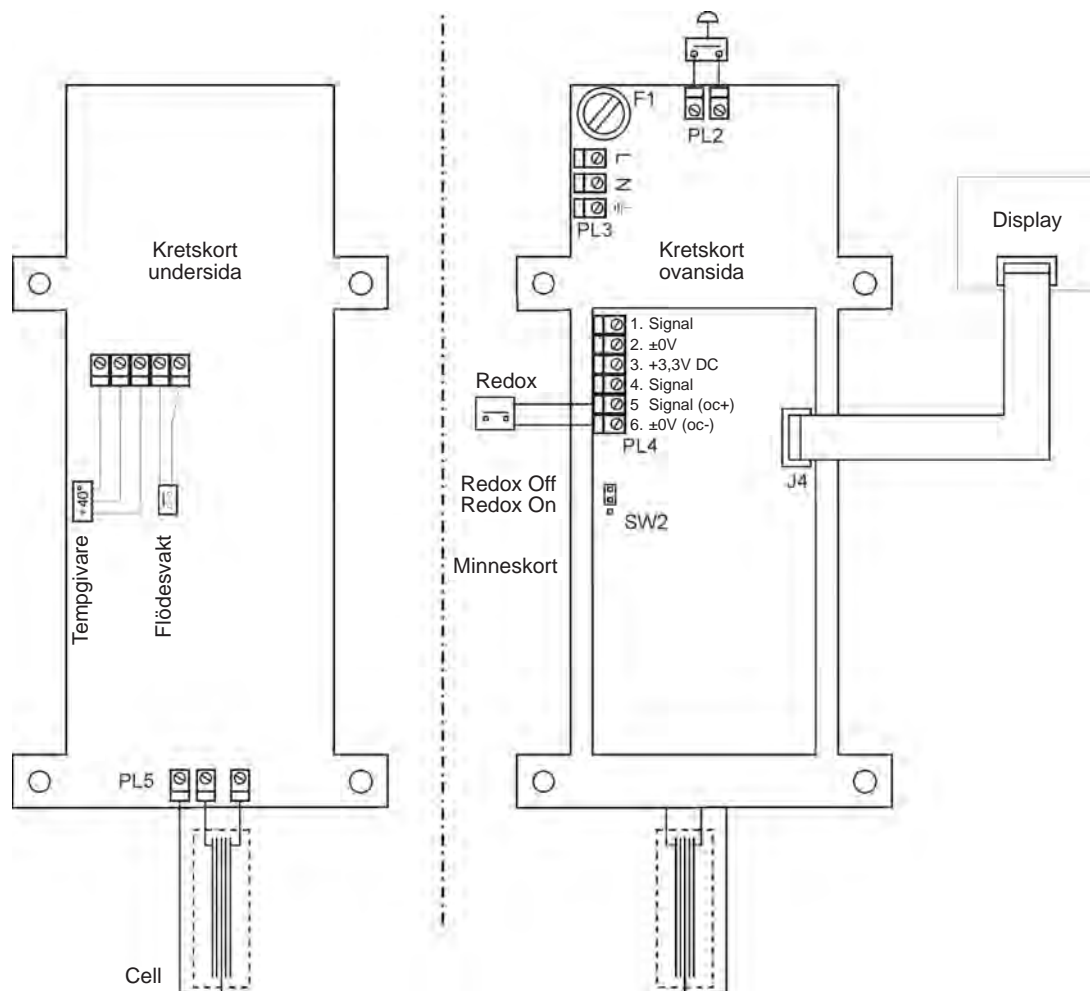 Kretskort
undersida
+40°
Tempgivare
Flödesvakt
PL5
Cell
F1
PL2
L
N
PL3
Kretskort
ovansida
Display
1. Signal
2. ±0V
3. +3,3V DC
4. Signal
5 Signal (oc+)
6. ±0V (oc-)
PL4
Redox
J4
Redox Off
Redox On
SW2
Minneskort